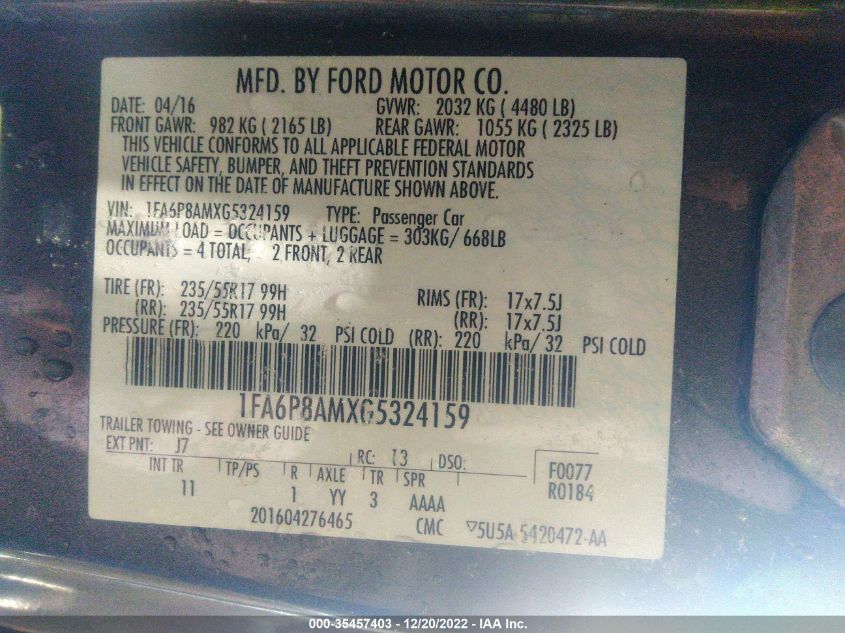 MFD. BY FORD MOTOR CO.
DATE: 04/16 GVWR: 2032 KG ( 4480 LB)
FRONT GAWR: 982 KG ( 2165 LB) REAR GAWR: 1055 KG ( 2325 LB)
THIS VEHICLE CONFORMS TO ALL APPLICABLE FEDERAL MOTOR
VEHICLE SAFETY, BUMPER, AND THEFT PREVENTION STANDARDS
IN EFFECT ON THE DATE OF MANUFACTURE SHOWN ABOVE.
VIN: 1FA6P8AMXG5324159 TYPE: Passenger Car
MAXIMUM LOAD = OCCUPANTS + LUGGAGE = 303KG/ 668LB
OCCUPANTS = 4 TOTAL, 2 FRONT, 2 REAR
TIRE (FR): 235/55R17 99H RIMS (FR): 17x7.5J
(RR): 235/55R17 99H (RR): 17x7.5J
PRESSURE (FR): 220 kPa/ 32 PSI COLD (RR): 220 kPa/ 32 PSI COLD
1FA6P8AMXG5324159
TRAILER TOWING - SEE OWNER GUIDE
EXT PNT: J7 RC: 13 DSO: F0077
INT TR TP/PS R AXLE TR SPR R0184
11 1 YY 3 AAAA
201604276465 CMC 5U5A-5420472-AA
000-35457403 - 12/20/2022 - IAA Inc.